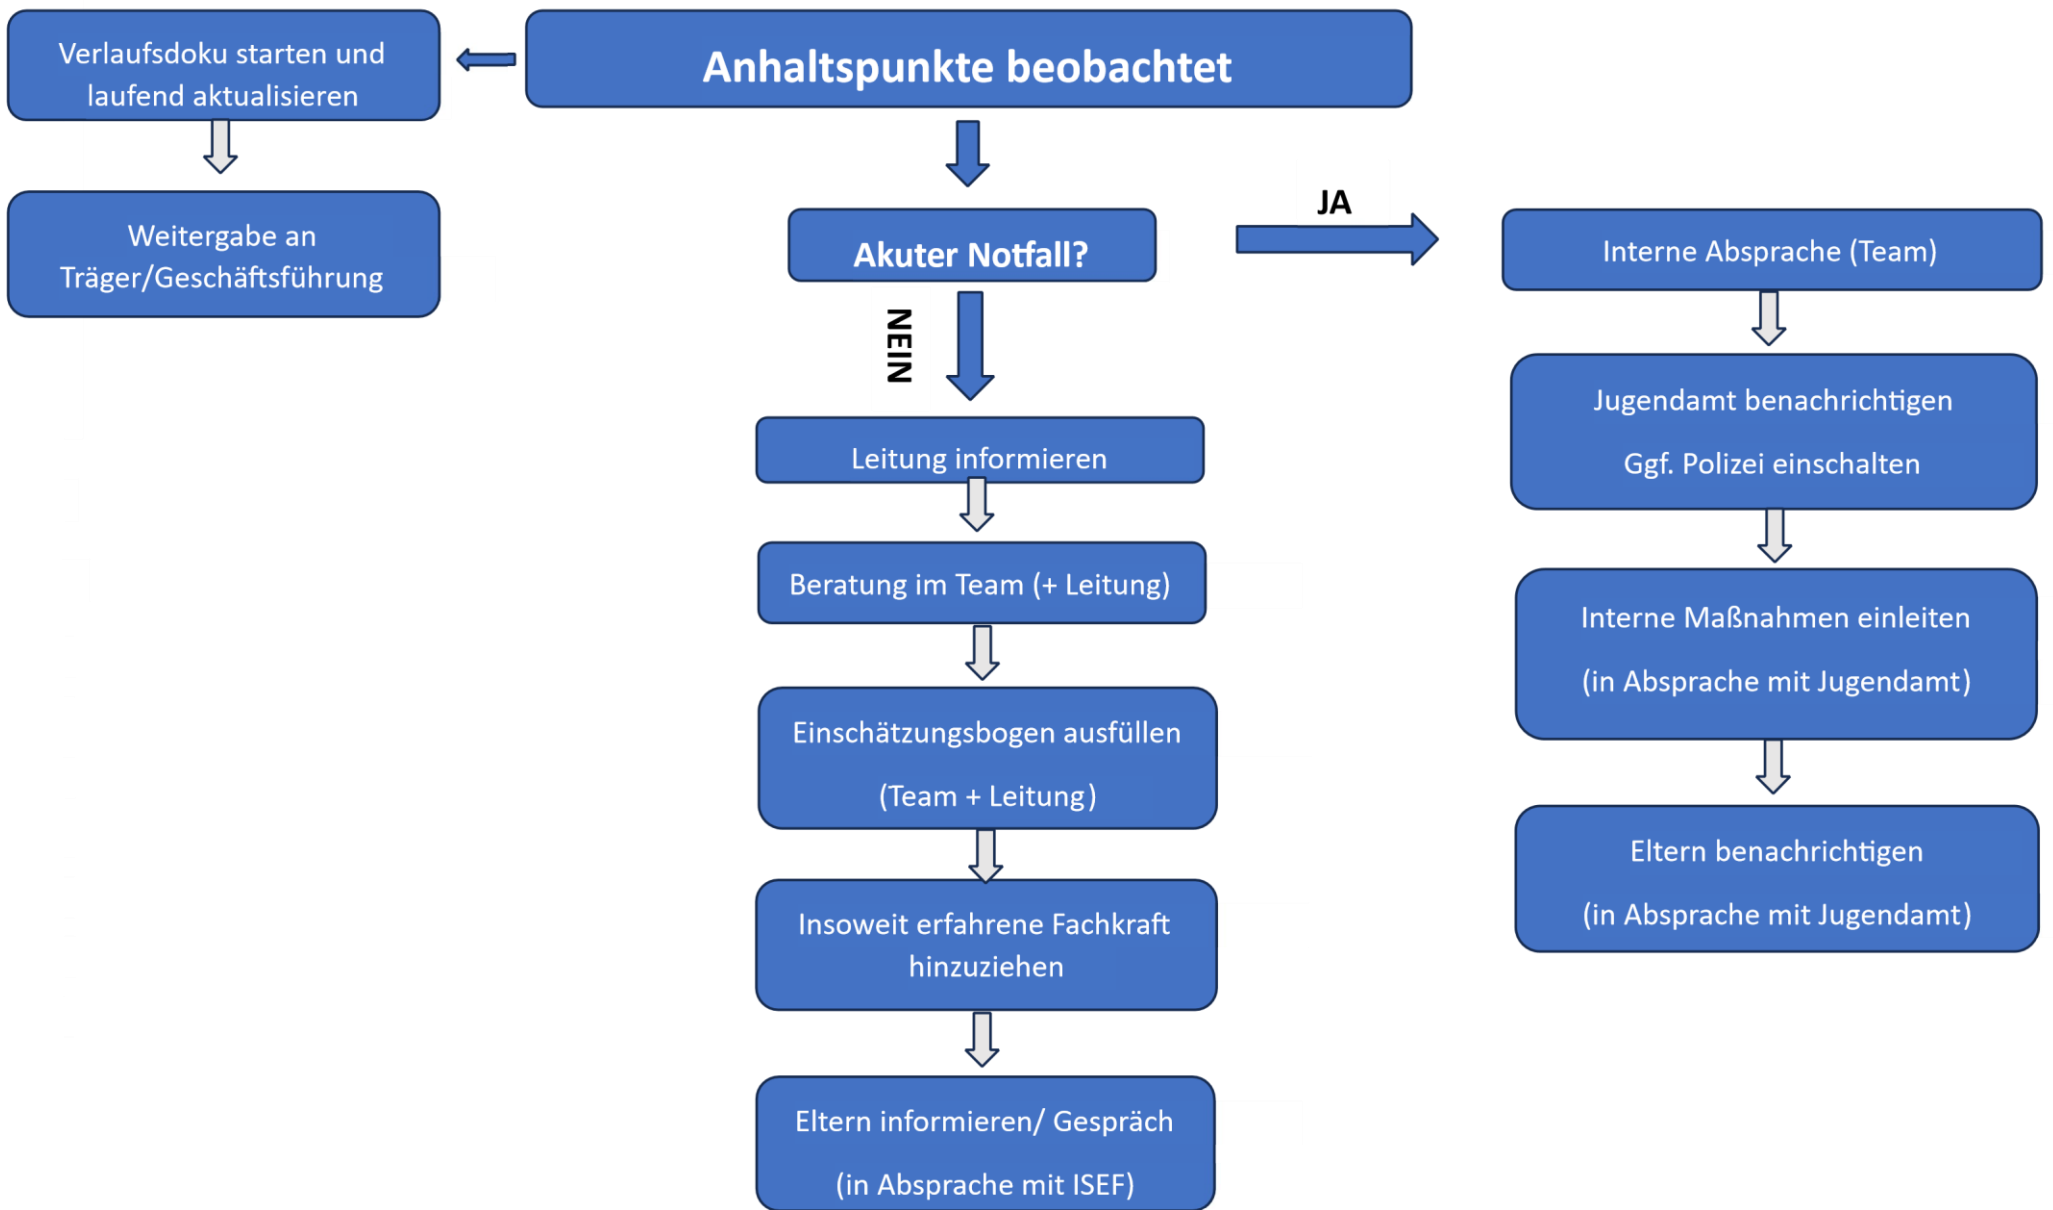 Verlaufsdoku starten und
laufend aktualisieren
Weitergabe an
Träger/Geschäftsführung
Anhaltspunkte beobachtet
Akuter Notfall?
JA
NEIN
Leitung informieren
Beratung im Team (+ Leitung)
Einschätzungsbogen ausfüllen
(Team + Leitung)
Insoweit erfahrene Fachkraft
hinzuziehen
Eltern informieren/ Gespräch
(in Absprache mit ISEF)
Interne Absprache (Team)
Jugendamt benachrichtigen
Ggf. Polizei einschalten
Interne Maßnahmen einleiten
(in Absprache mit Jugendamt)
Eltern benachrichtigen
(in Absprache mit Jugendamt)